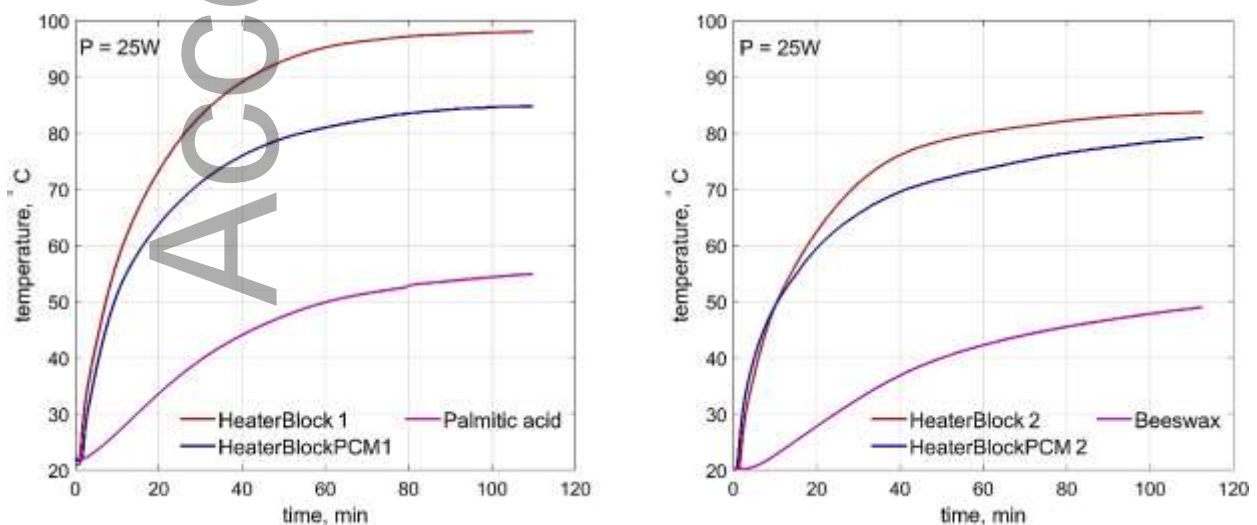 Acc
P = 25W
temperature, ° C
100
90
80
70
60
50
40
30
20
HeaterBlock 1
Palmitic acid
HeaterBlockPCM1
0
20
40
60
80
100
120
time, min
P = 25W
temperature, ° C
100
90
80
70
60
50
40
30
20
HeaterBlock 2
Beeswax
HeaterBlockPCM 2
0
20
40
60
80
100
120
time, min